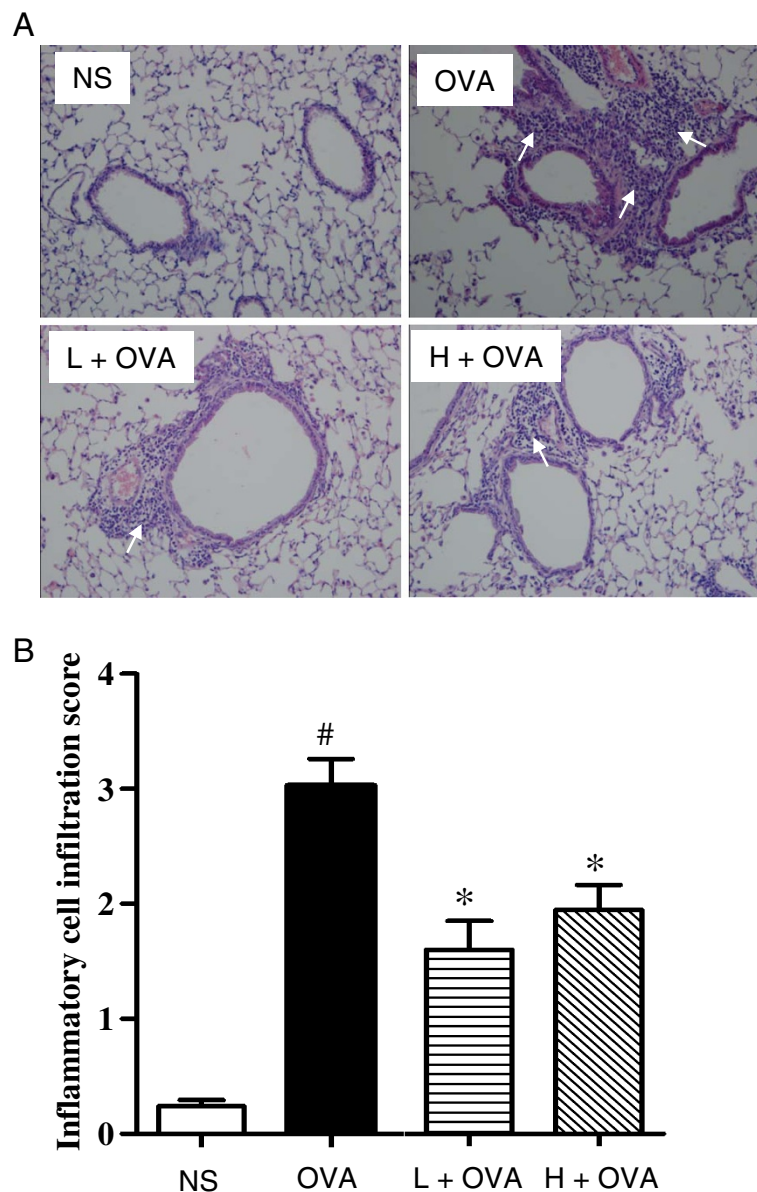 A
NS
OVA
L + OVA
H + OVA
B
Inflammatory cell infiltration score
4
3
2
1
0
#
*
*
NS
OVA
L + OVA
H + OVA